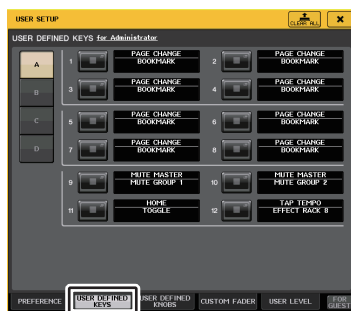 USER SETUP
CLEAR ALL
USER DEFINED KEYS for Administrator
A
B
C
D
1 PAGE CHANGE
BOOKMARK
2 PAGE CHANGE
BOOKMARK
3 PAGE CHANGE
BOOKMARK
4 PAGE CHANGE
BOOKMARK
5 PAGE CHANGE
BOOKMARK
6 PAGE CHANGE
BOOKMARK
7 PAGE CHANGE
BOOKMARK
8 PAGE CHANGE
BOOKMARK
9 MUTE MASTER
MUTE GROUP 1
10 MUTE MASTER
MUTE GROUP 2
11 HOME
TOGGLE
12 TAP TEMPO
EFFECT RACK 8
PREFERENCE
USER DEFINED
KEYS
USER DEFINED
KNOBS
CUSTOM FADER
USER LEVEL
FOR
GUEST